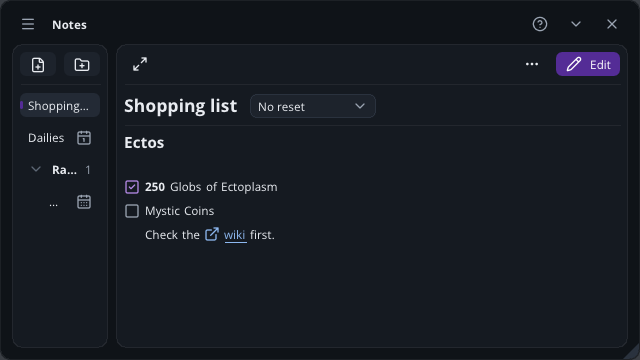 Notes
Edit
Shopping...
Dailies
Ra... 1
...
Shopping list
No reset
Ectos
250 Globs of Ectoplasm
Mystic Coins
Check the wiki first.